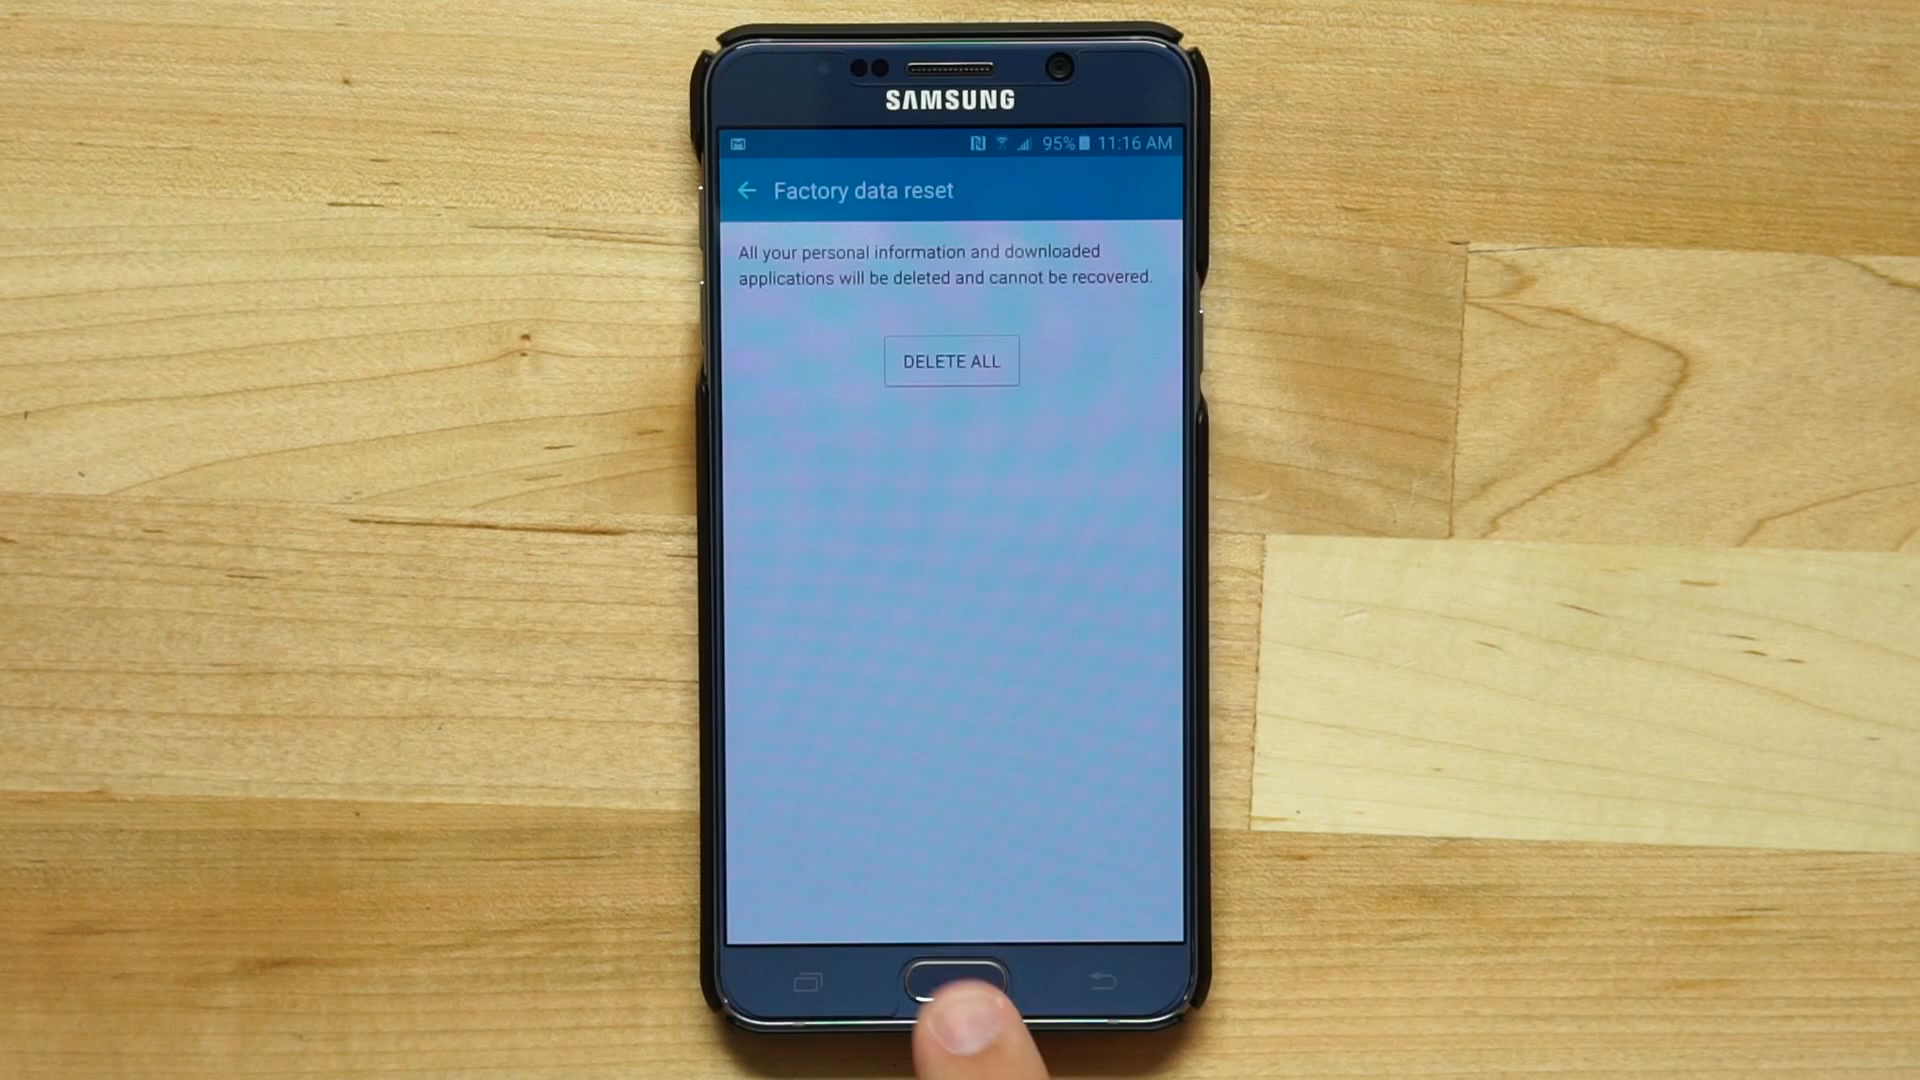 SAMSUNG
95% 11:16 AM
Factory data reset
All your personal information and downloaded
applications will be deleted and cannot be recovered.
DELETE ALL